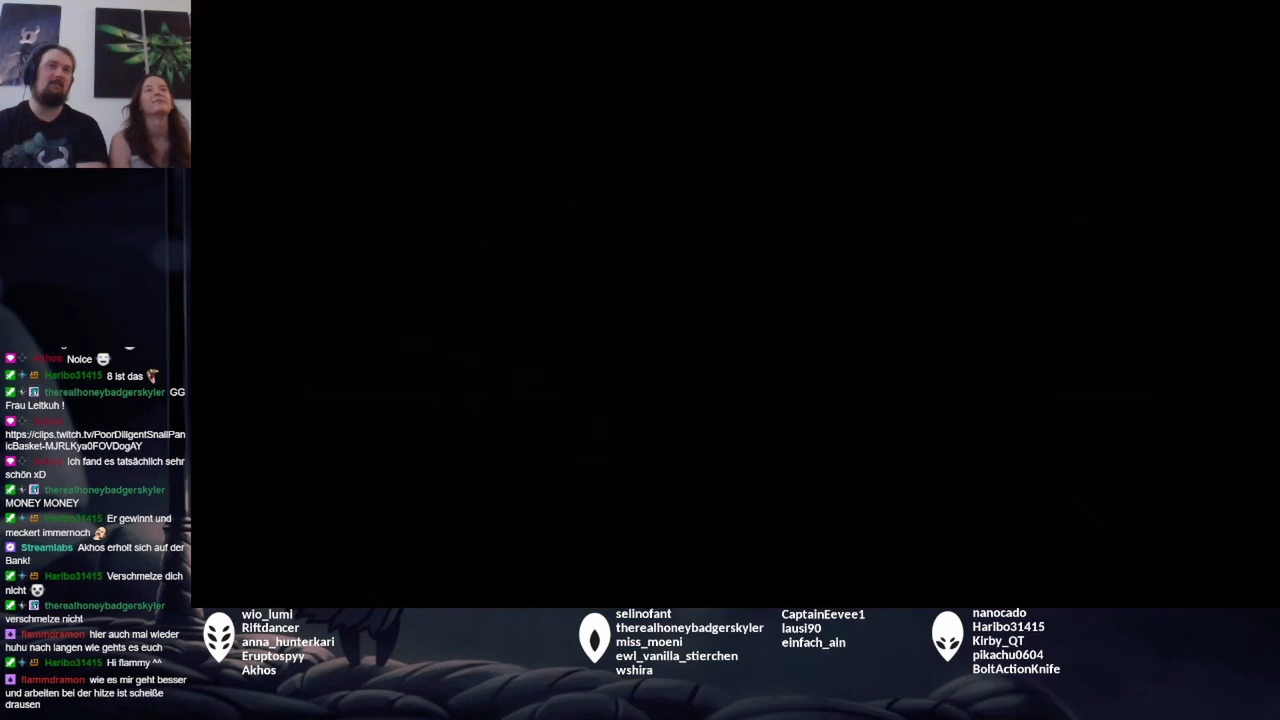 Akhos Noice
Haribo31415 8 ist das
therealhoneybadgerskyler GG
Frau Leitkuh !
https://clips.twitch.tv/PoorDiligentSnailPan
icBasket-MJRLKya0FOVDogAY
Ich fand es tatsächlich sehr
schön xD
therealhoneybadgerskyler
MONEY MONEY
Haribo31415 Er gewinnt und
meckert immernoch
Streamlabs Akhos erholt sich auf der
Bank!
Haribo31415 Verschmelze dich
nicht
therealhoneybadgerskyler
verschmelze nicht
flammdramon hier auch mal wieder
huhu nach langen wie gehts es euch
Haribo31415 Hi flammy ^^
flammdramon wie es mir geht besser
und arbeiten bei der hitze ist scheiße
drausen
wio_lumi
Riftdancer
anna_hunterkari
Eruptospyy
Akhos
selinofant
therealhoneybadgerskyler
miss_moeni
ewl_vanilla_stierchen
wshira
CaptainEevee1
lausi90
einfach_aln
nanocado
Haribo31415
Kirby_QT
pikachu0604
BoltActionKnife